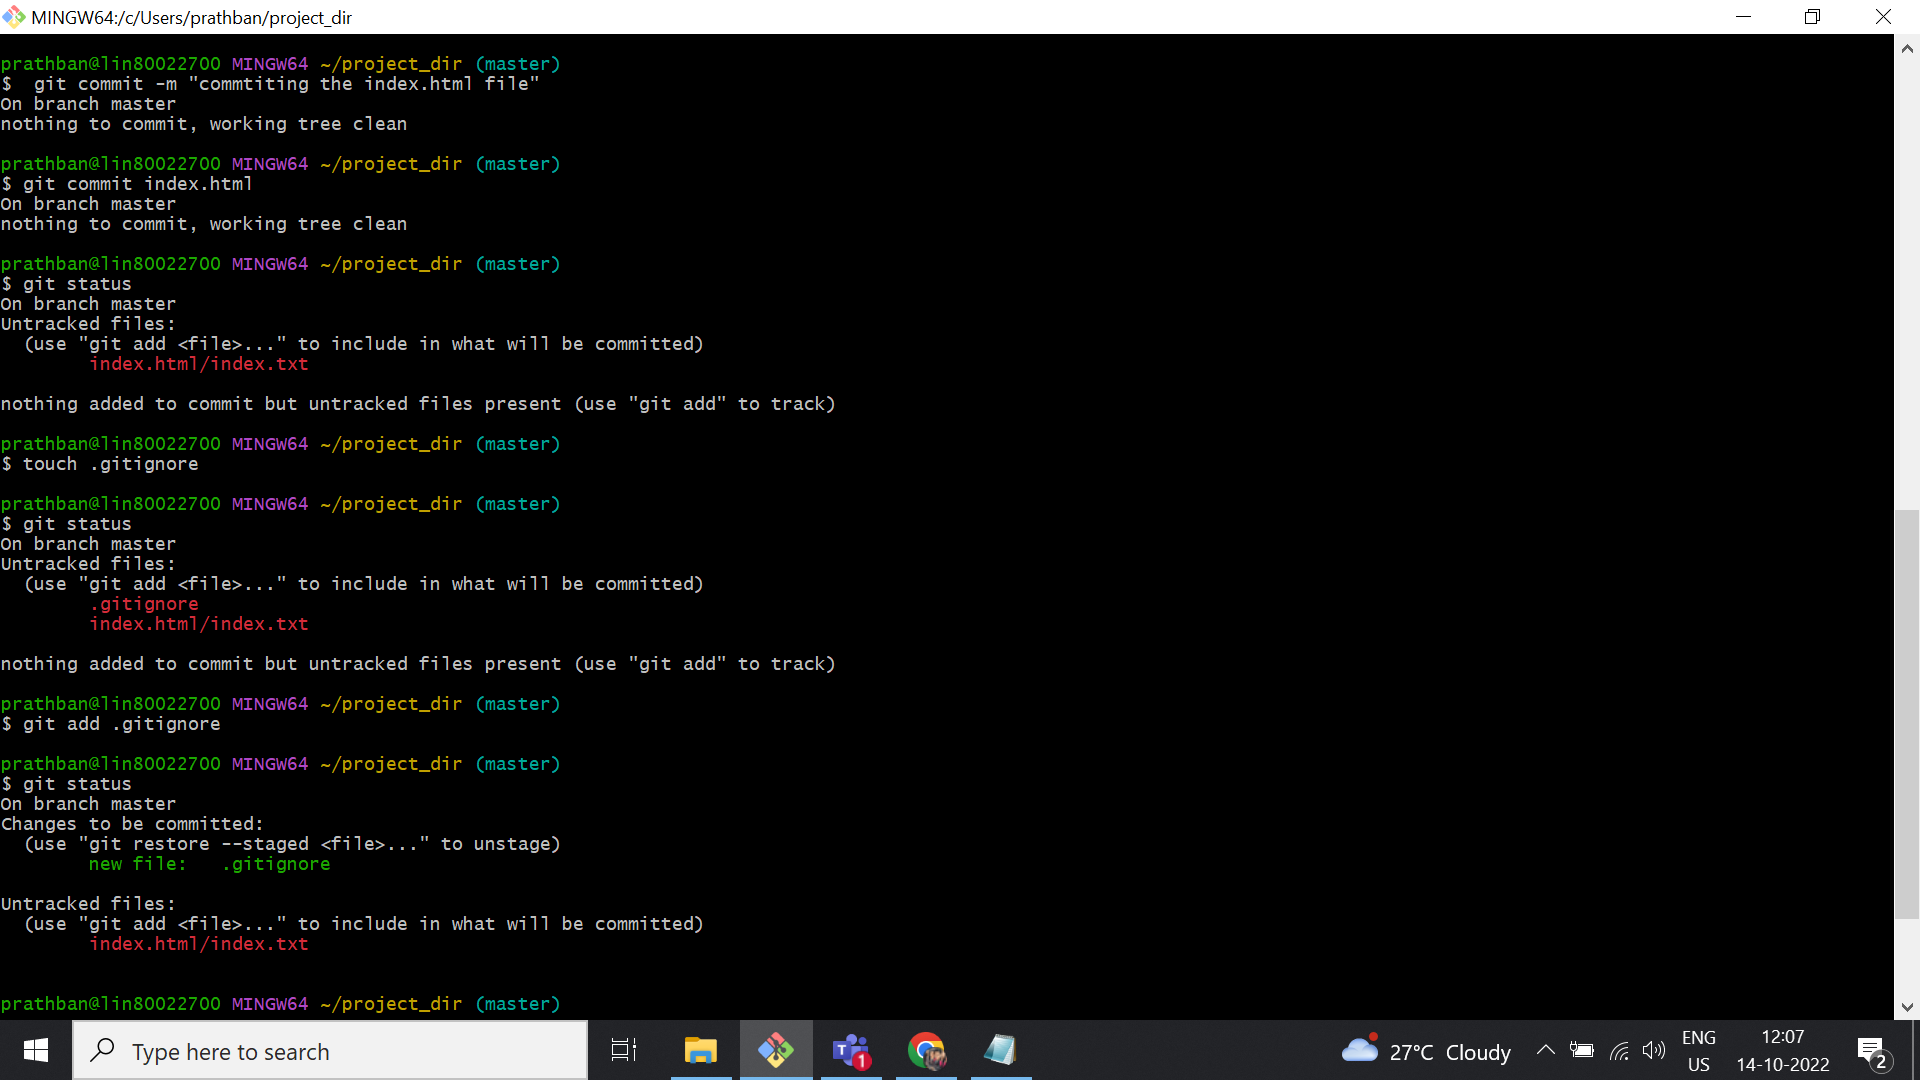 MINGW64:/c/Users/prathban/project_dir
prathban@lin80022700 MINGW64 ~/project_dir (master)
$  git commit -m "commtiting the index.html file"
On branch master
nothing to commit, working tree clean
prathban@lin80022700 MINGW64 ~/project_dir (master)
$ git commit index.html
On branch master
nothing to commit, working tree clean
prathban@lin80022700 MINGW64 ~/project_dir (master)
$ git status
On branch master
Untracked files:
  (use "git add <file>..." to include in what will be committed)
        index.html/index.txt
nothing added to commit but untracked files present (use "git add" to track)
prathban@lin80022700 MINGW64 ~/project_dir (master)
$ touch .gitignore
prathban@lin80022700 MINGW64 ~/project_dir (master)
$ git status
On branch master
Untracked files:
  (use "git add <file>..." to include in what will be committed)
        .gitignore
        index.html/index.txt
nothing added to commit but untracked files present (use "git add" to track)
prathban@lin80022700 MINGW64 ~/project_dir (master)
$ git add .gitignore
prathban@lin80022700 MINGW64 ~/project_dir (master)
$ git status
On branch master
Changes to be committed:
  (use "git restore --staged <file>..." to unstage)
        new file:   .gitignore
Untracked files:
  (use "git add <file>..." to include in what will be committed)
        index.html/index.txt
prathban@lin80022700 MINGW64 ~/project_dir (master)
Type here to search
T 1
27°C Cloudy
ENG
US
12:07
14-10-2022
2